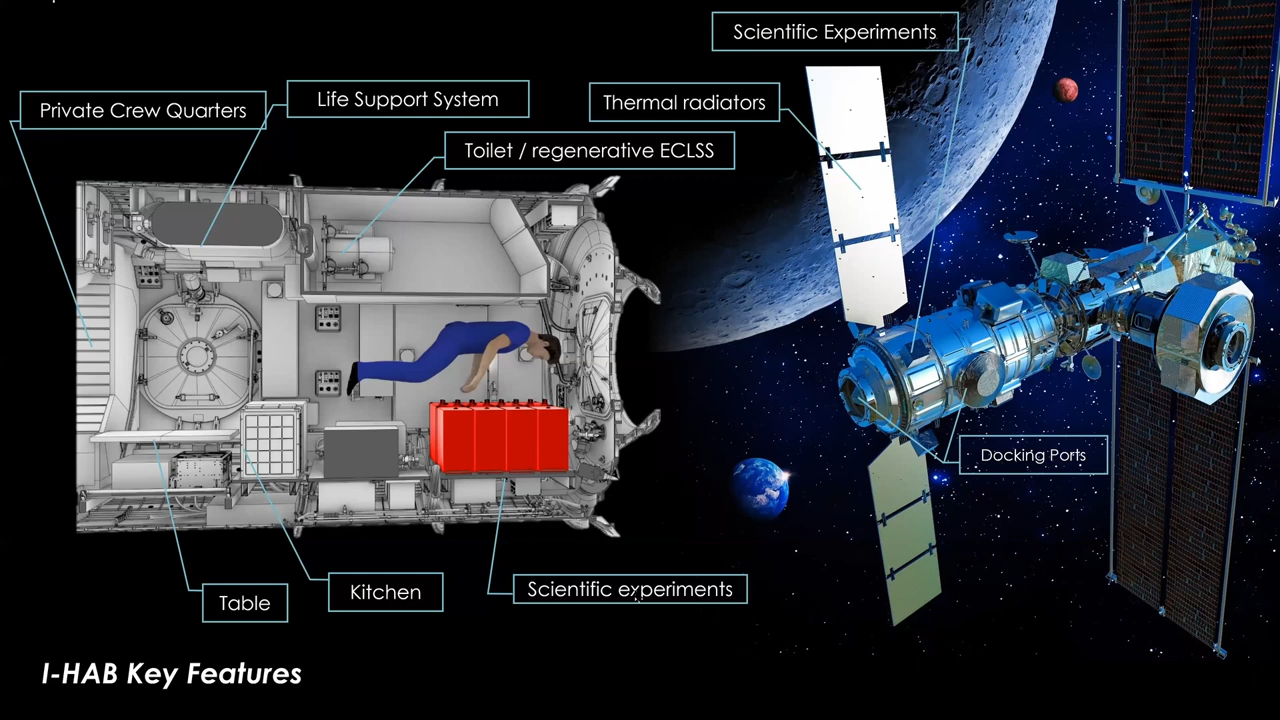 Scientific Experiments
Life Support System
Private Crew Quarters
Thermal radiators
Toilet / regenerative ECLSS
Docking Ports
Table
Kitchen
Scientific experiments
I-HAB Key Features